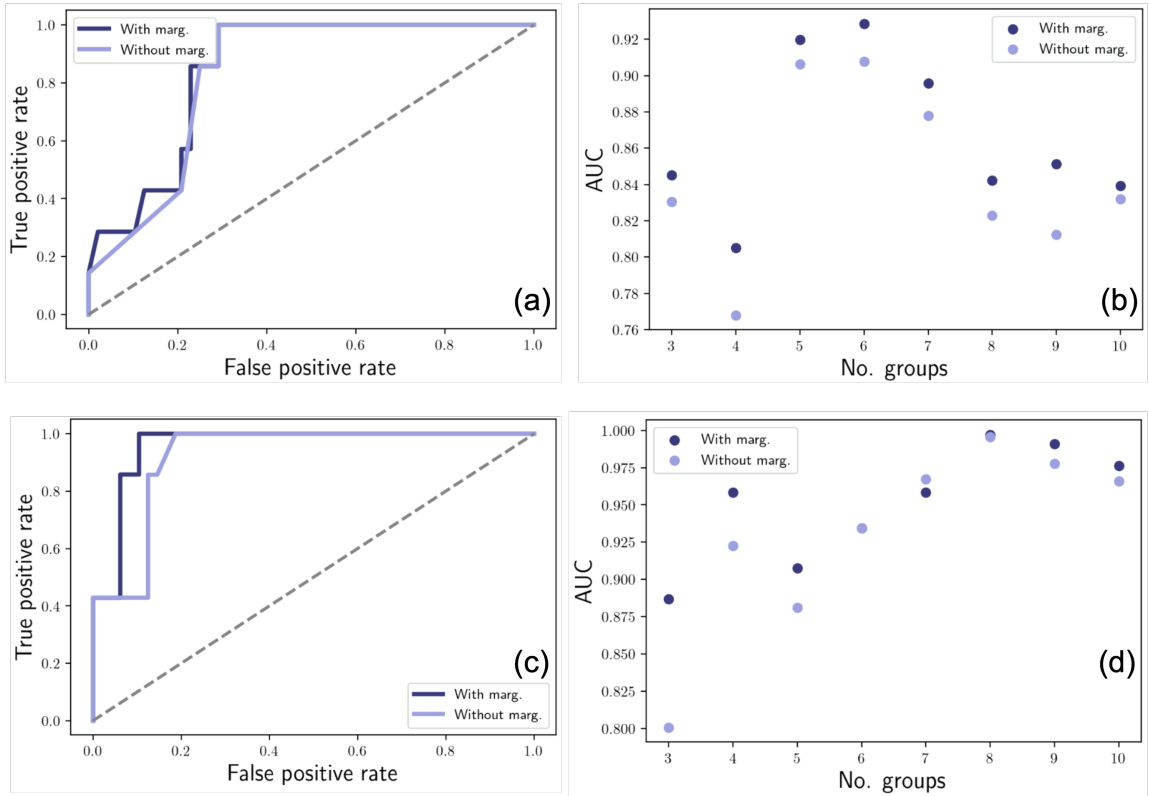 With marg.
Without marg.
1.0
0.8
0.6
0.4
0.2
0.0
True positive rate
0.0 0.2 0.4 0.6 0.8 1.0
False positive rate
(a)
With marg.
Without marg.
0.92
0.90
0.88
0.86
0.84
0.82
0.80
0.78
0.76
AUC
3 4 5 6 7 8 9 10
No. groups
(b)
1.0
0.8
0.6
0.4
0.2
0.0
True positive rate
(c)
With marg.
Without marg.
0.0 0.2 0.4 0.6 0.8 1.0
False positive rate
With marg.
Without marg.
1.000
0.975
0.950
0.925
0.900
0.875
0.850
0.825
0.800
AUC
(d)
3 4 5 6 7 8 9 10
No. groups